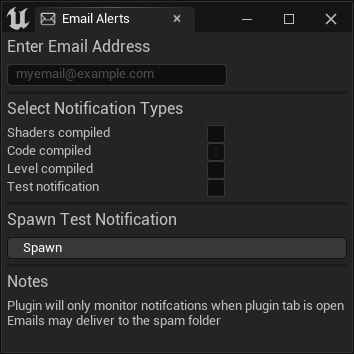 Email Alerts
Enter Email Address
myemail@example.com
Select Notification Types
Shaders compiled
Code compiled
Level compiled
Test notification
Spawn Test Notification
Spawn
Notes
Plugin will only monitor notifcations when plugin tab is open
Emails may deliver to the spam folder